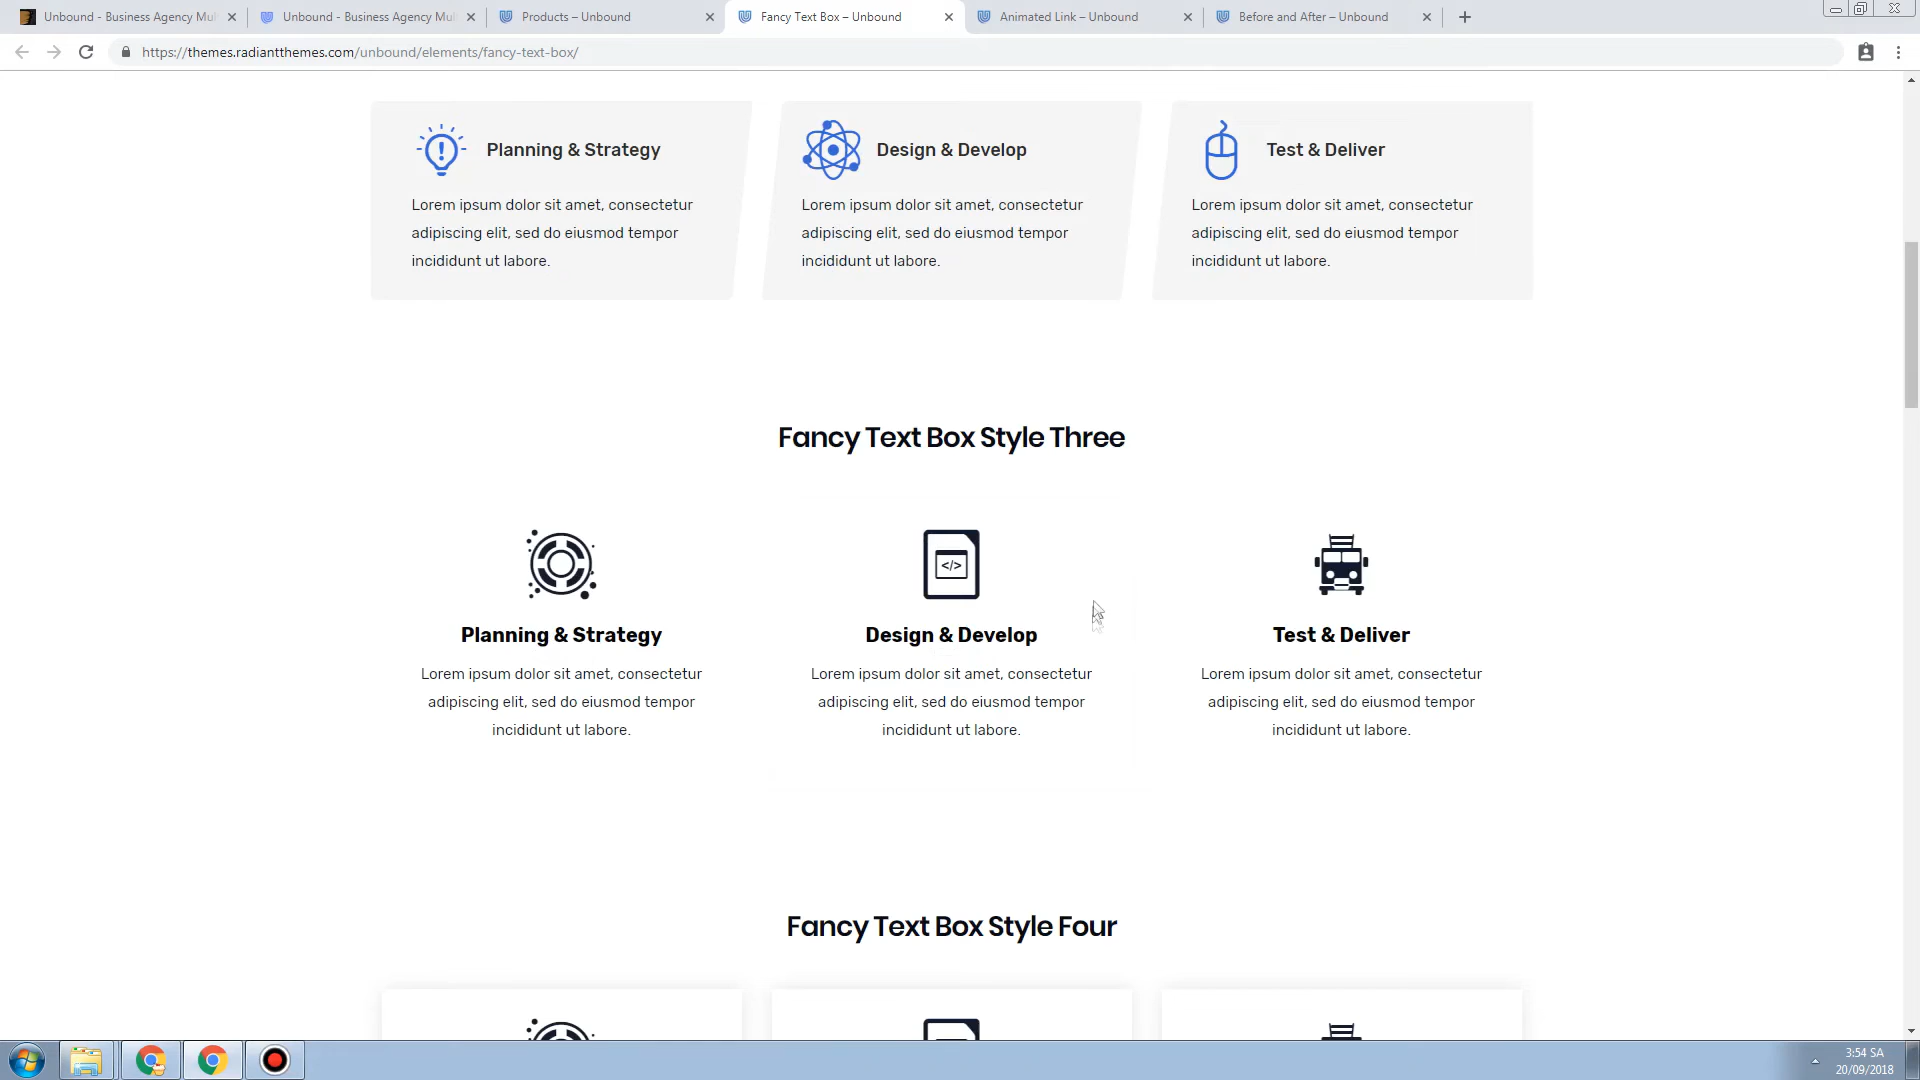 Unbound - Business Agency Mul
Unbound - Business Agency Mul
Products – Unbound
Fancy Text Box – Unbound
Animated Link – Unbound
Before and After – Unbound
https://themes.radiantthemes.com/unbound/elements/fancy-text-box/
Planning & Strategy
Lorem ipsum dolor sit amet, consectetur
adipiscing elit, sed do eiusmod tempor
incididunt ut labore.
Design & Develop
Lorem ipsum dolor sit amet, consectetur
adipiscing elit, sed do eiusmod tempor
incididunt ut labore.
Test & Deliver
Lorem ipsum dolor sit amet, consectetur
adipiscing elit, sed do eiusmod tempor
incididunt ut labore.
Fancy Text Box Style Three
Planning & Strategy
Lorem ipsum dolor sit amet, consectetur
adipiscing elit, sed do eiusmod tempor
incididunt ut labore.
</>
Design & Develop
Lorem ipsum dolor sit amet, consectetur
adipiscing elit, sed do eiusmod tempor
incididunt ut labore.
Test & Deliver
Lorem ipsum dolor sit amet, consectetur
adipiscing elit, sed do eiusmod tempor
incididunt ut labore.
Fancy Text Box Style Four
3:54 SA
20/09/2018